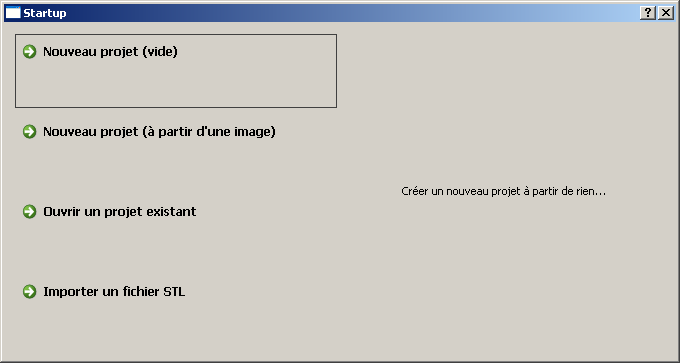 Startup
Nouveau projet (vide)
Nouveau projet (à partir d'une image)
Créer un nouveau projet à partir de rien...
Ouvrir un projet existant
Importer un fichier STL